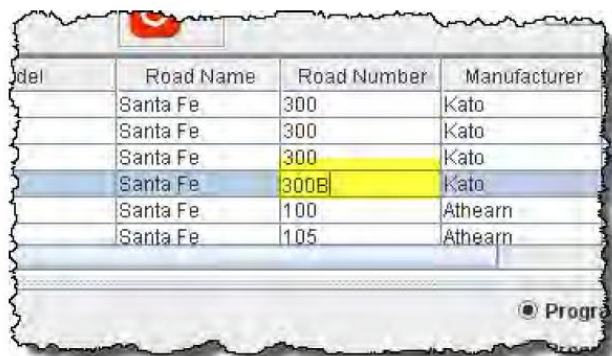 del Road Name Road Number Manufacturer
Santa Fe 300 Kato
Santa Fe 300 Kato
Santa Fe 300 Kato
Santa Fe 300B Kato
Santa Fe 100 Athearn
Santa Fe 105 Athearn
Progra